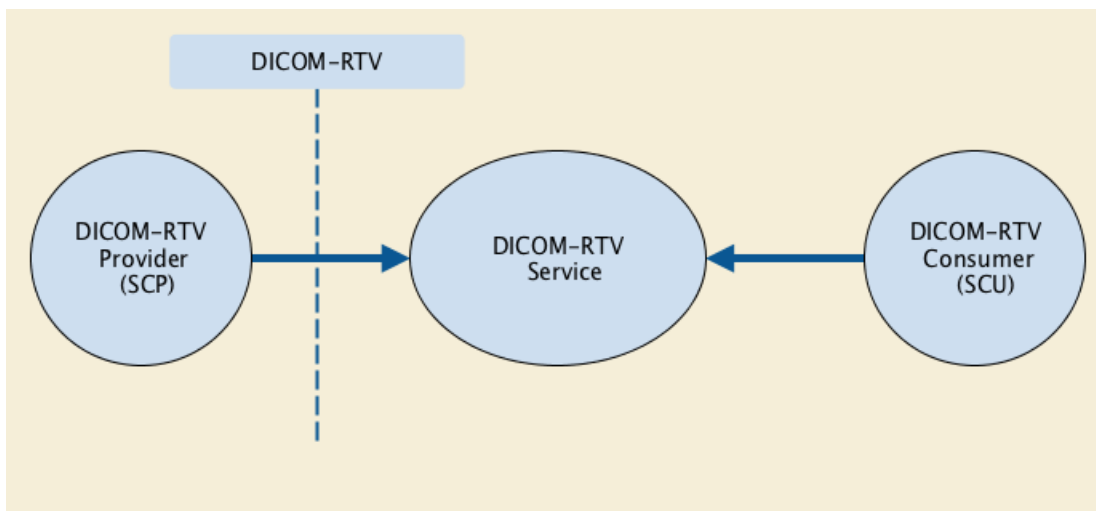 DICOM–RTV
DICOM–RTV
Provider
(SCP)
DICOM–RTV
Service
DICOM–RTV
Consumer
(SCU)